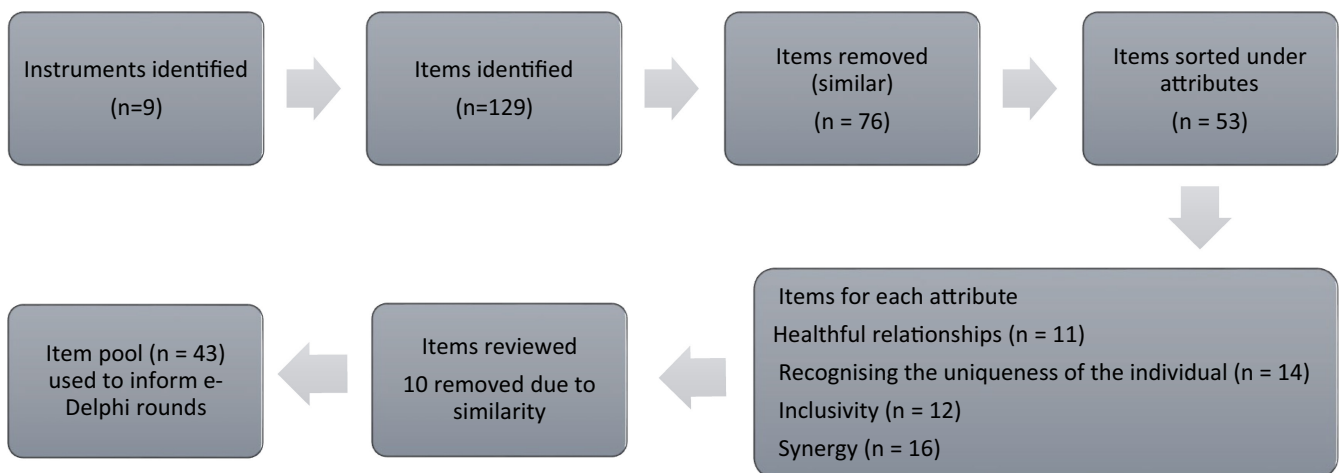 Instruments identified
(n=9)
Items identified
(n=129)
Items removed
(similar)
(n = 76)
Items sorted under
attributes
(n = 53)
Items for each attribute
Healthful relationships (n = 11)
Recognising the uniqueness of the individual (n = 14)
Inclusivity (n = 12)
Synergy (n = 16)
Items reviewed
10 removed due to
similarity
Item pool (n = 43)
used to inform e-
Delphi rounds